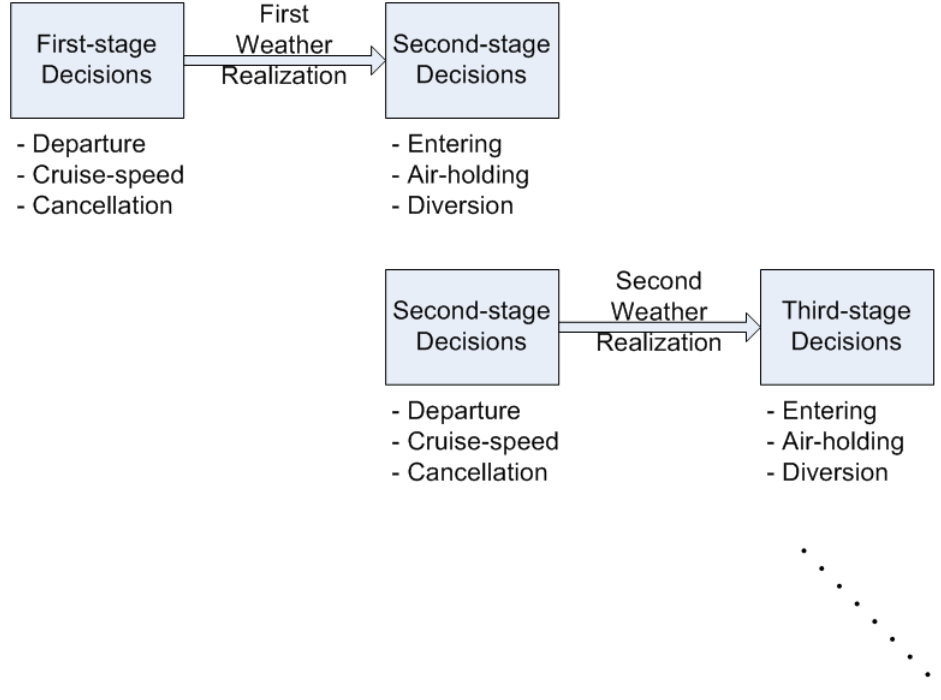 First-stage
Decisions
First
Weather
Realization
Second-stage
Decisions
- Departure
- Cruise-speed
- Cancellation
- Entering
- Air-holding
- Diversion
Second-stage
Decisions
Second
Weather
Realization
Third-stage
Decisions
- Departure
- Cruise-speed
- Cancellation
- Entering
- Air-holding
- Diversion